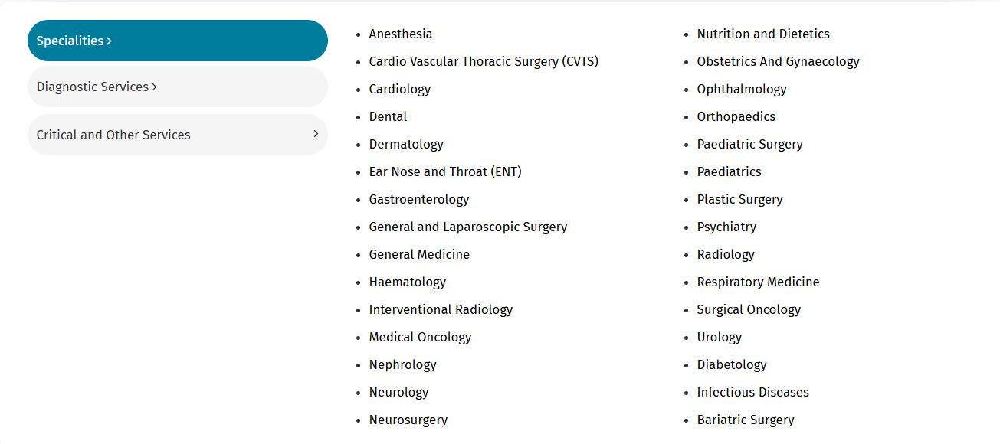 Specialities >
Diagnostic Services >
Critical and Other Services >
• Anesthesia
• Cardio Vascular Thoracic Surgery (CVTS)
• Cardiology
• Dental
• Dermatology
• Ear Nose and Throat (ENT)
• Gastroenterology
• General and Laparoscopic Surgery
• General Medicine
• Haematology
• Interventional Radiology
• Medical Oncology
• Nephrology
• Neurology
• Neurosurgery
• Nutrition and Dietetics
• Obstetrics And Gynaecology
• Ophthalmology
• Orthopaedics
• Paediatric Surgery
• Paediatrics
• Plastic Surgery
• Psychiatry
• Radiology
• Respiratory Medicine
• Surgical Oncology
• Urology
• Diabetology
• Infectious Diseases
• Bariatric Surgery